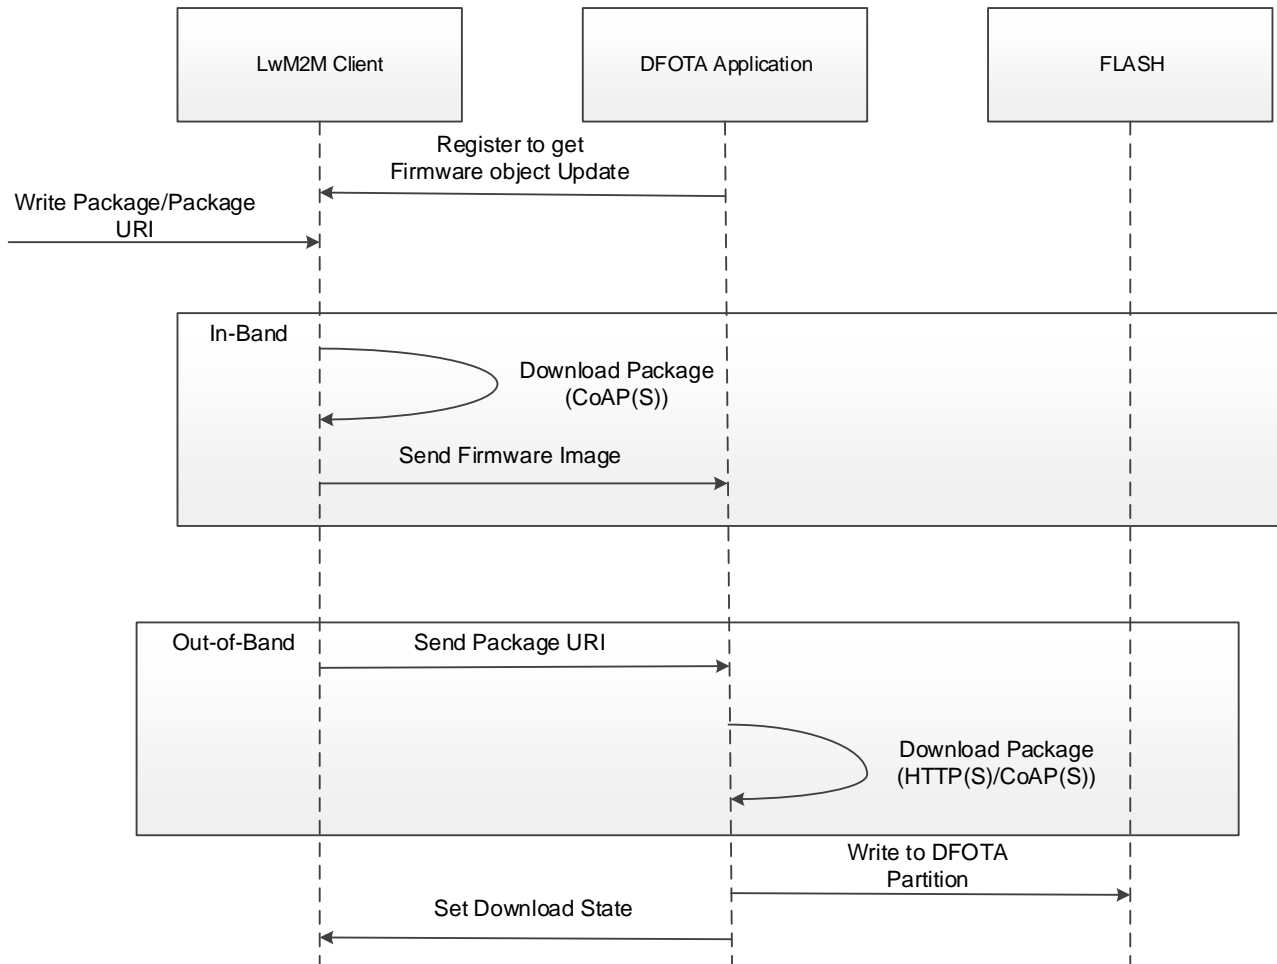 LwM2M Client
DFOTA Application
FLASH
Register to get
Firmware object Update
Write Package/Package
URI
In-Band
Download Package
(CoAP(S))
Send Firmware Image
Out-of-Band
Send Package URI
Download Package
(HTTP(S)/CoAP(S))
Write to DFOTA
Partition
Set Download State